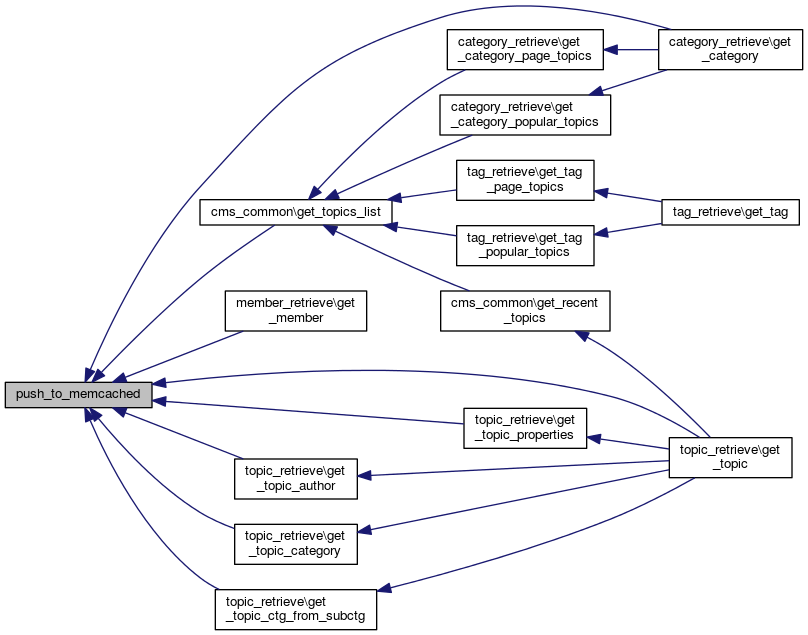 category_retrieve\get
_category_page_topics
category_retrieve\get
_category
category_retrieve\get
_category_popular_topics
tag_retrieve\get_tag
_page_topics
cms_common\get_topics_list
tag_retrieve\get_tag
tag_retrieve\get_tag
_popular_topics
member_retrieve\get
_member
cms_common\get_recent
_topics
push_to_memcached
topic_retrieve\get
_topic_properties
topic_retrieve\get
_topic
topic_retrieve\get
_topic_author
topic_retrieve\get
_topic_category
topic_retrieve\get
_topic_ctg_from_subctg